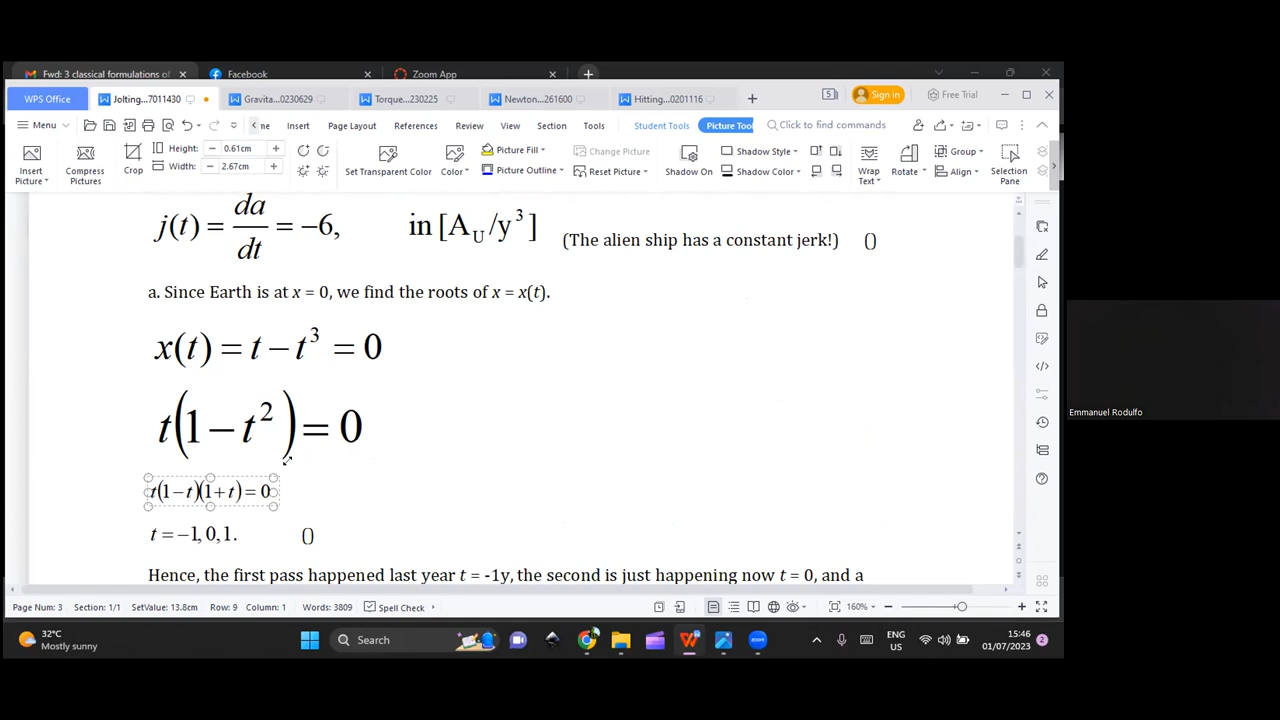 Fwd: 3 classical formulations of
Facebook
Zoom App
WPS Office
Jolting...7011430
Gravita...0230629
Torque...230225
Newton...261600
Hitting...0201116
Sign in
Free Trial
Menu
me
Insert
Page Layout
References
Review
View
Section
Tools
Student Tools
Picture Tool
Click to find commands
Insert Picture
Compress Pictures
Crop
Height: 0.61cm
Width: 2.67cm
Set Transparent Color
Color
Picture Fill
Picture Outline
Change Picture
Reset Picture
Shadow On
Shadow Style
Shadow Color
Wrap Text
Rotate
Group
Align
Selection Pane
j(t) = da/dt = −6, in [A_U/y³] (The alien ship has a constant jerk!) ()
a. Since Earth is at x = 0, we find the roots of x = x(t).
x(t) = t − t³ = 0
t(1 − t²) = 0
t(1 − t)(1 + t) = 0
t = −1, 0, 1. ()
Hence, the first pass happened last year t = -1y, the second is just happening now t = 0, and a
Emmanuel Rodulfo
Page Num: 3 Section: 1/1 SetValue: 13.8cm Row: 9 Column: 1 Words: 3809 Spell Check 160%
32°C
Mostly sunny
Search
ENG
US
15:46
01/07/2023
2